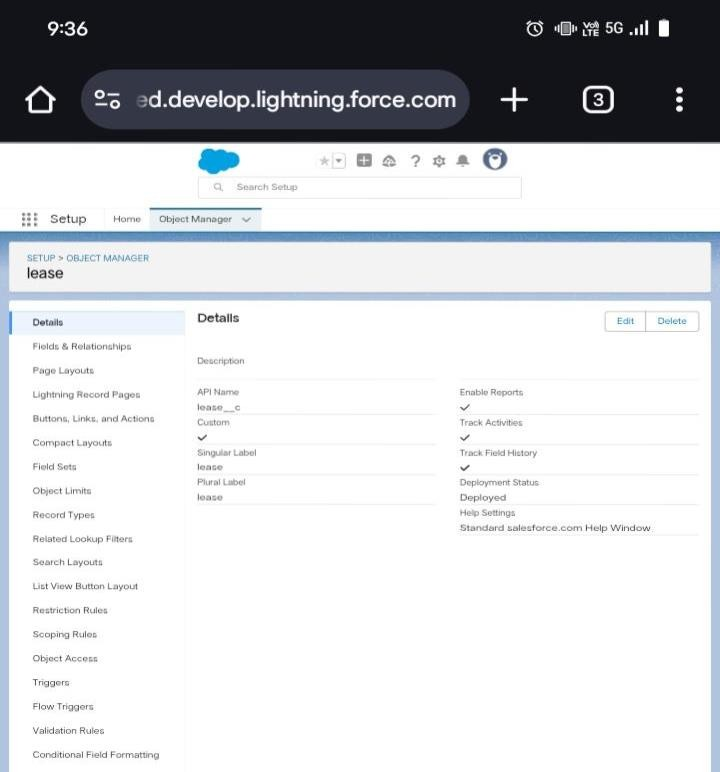 9:36
Vo) LTE 5G
ed.develop.lightning.force.com
3
Search Setup
Setup Home Object Manager
SETUP > OBJECT MANAGER
lease
Details
Fields & Relationships
Page Layouts
Lightning Record Pages
Buttons, Links, and Actions
Compact Layouts
Field Sets
Object Limits
Record Types
Related Lookup Filters
Search Layouts
List View Button Layout
Restriction Rules
Scoping Rules
Object Access
Triggers
Flow Triggers
Validation Rules
Conditional Field Formatting
Details
Edit Delete
Description
API Name
lease__c
Custom
Singular Label
lease
Plural Label
lease
Enable Reports
Track Activities
Track Field History
Deployment Status
Deployed
Help Settings
Standard salesforce.com Help Window